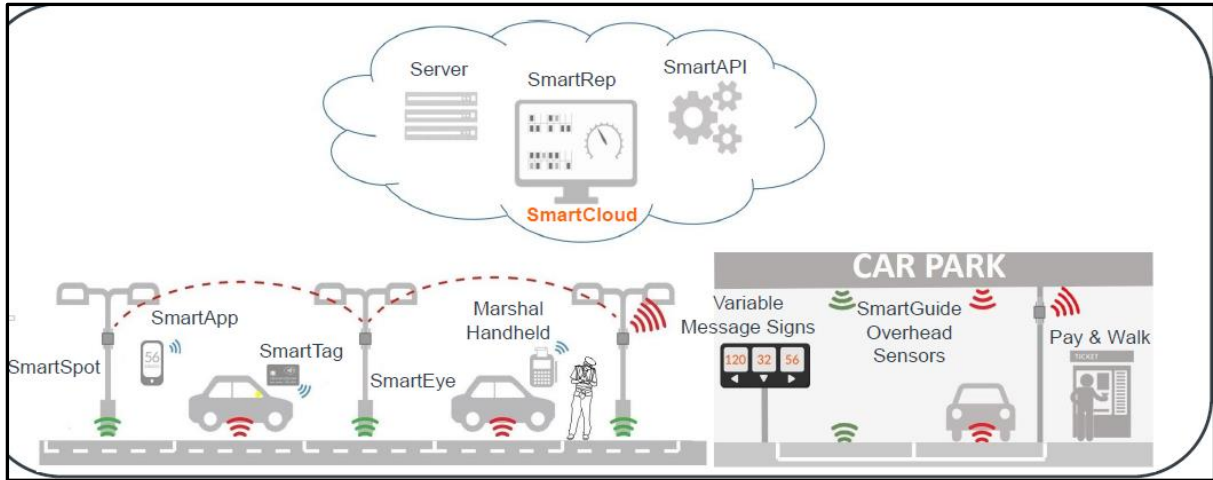 Server
SmartRep
SmartAPI
SmartCloud
CAR PARK
SmartApp
56
SmartSpot
SmartTag
SmartEye
Marshal
Handheld
Variable
Message Signs
120 32 56
SmartGuide
Overhead
Sensors
Pay & Walk
TICKET